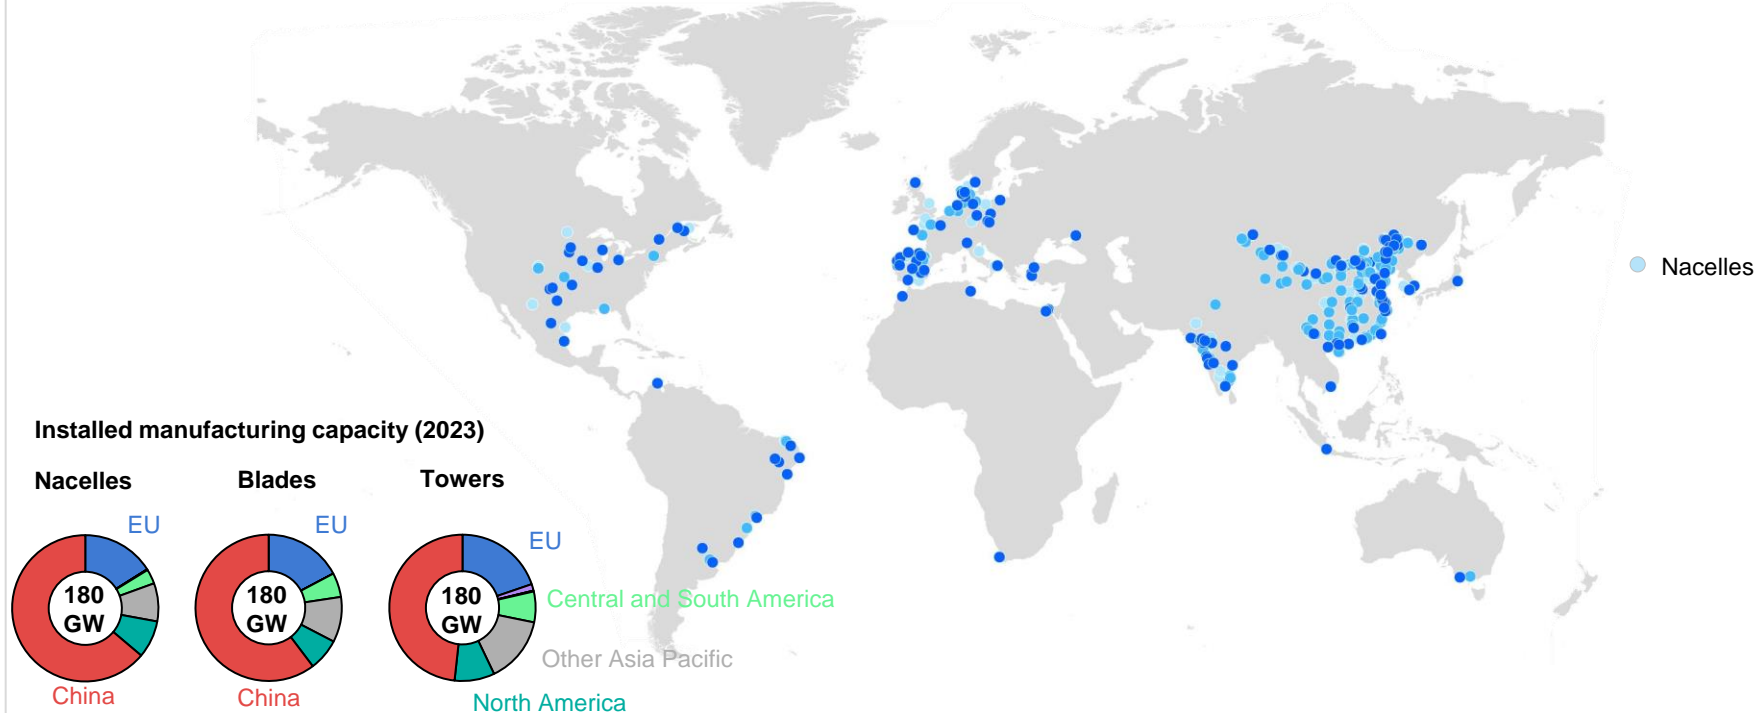 Nacelles
Installed manufacturing capacity (2023)
Nacelles
Blades
Towers
EU
EU
EU
180
GW
180
GW
180
GW
Central and South America
Other Asia Pacific
China
China
North America